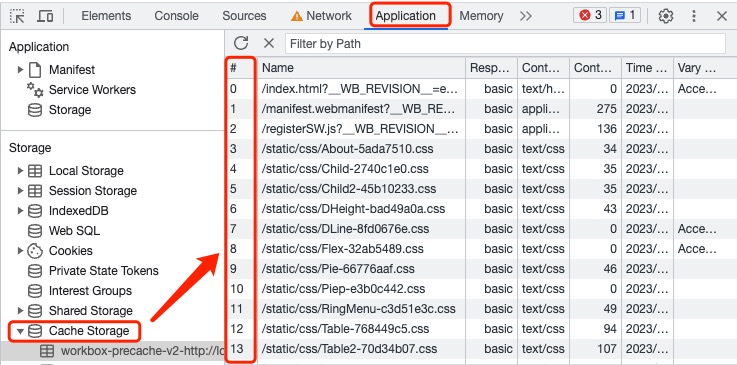 Elements Console Sources Network Application Memory 3 1
Application
Manifest
Service Workers
Storage
Storage
Local Storage
Session Storage
IndexedDB
Web SQL
Cookies
Private State Tokens
Interest Groups
Shared Storage
Cache Storage
workbox-precache-v2-http://lo
Filter by Path
# Name Resp… Cont… Cont… Time … Vary …
0 /index.html?__WB_REVISION__=e… basic text/h… 0 2023/… Acce…
1 /manifest.webmanifest?__WB_RE… basic appli… 275 2023/…
2 /registerSW.js?__WB_REVISION__… basic appli… 136 2023/…
3 /static/css/About-5ada7510.css basic text/css 34 2023/…
4 /static/css/Child-2740c1e0.css basic text/css 35 2023/…
5 /static/css/Child2-45b10233.css basic text/css 35 2023/…
6 /static/css/DHeight-bad49a0a.css basic text/css 43 2023/…
7 /static/css/DLine-8fd0676e.css basic text/css 0 2023/… Acce…
8 /static/css/Flex-32ab5489.css basic text/css 0 2023/… Acce…
9 /static/css/Pie-66776aaf.css basic text/css 46 2023/…
10 /static/css/Piep-e3b0c442.css basic text/css 0 2023/…
11 /static/css/RingMenu-c3d51e3c.css basic text/css 49 2023/…
12 /static/css/Table-768449c5.css basic text/css 94 2023/…
13 /static/css/Table2-70d34b07.css basic text/css 107 2023/…